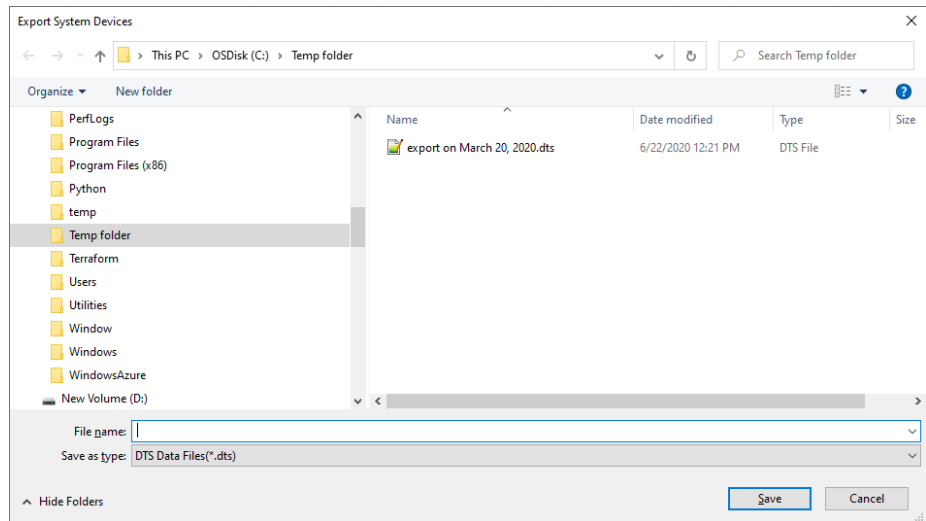 Export System Devices
This PC > OSDisk (C:) > Temp folder
Search Temp folder
Organize
New folder
PerfLogs
Program Files
Program Files (x86)
Python
temp
Temp folder
Terraform
Users
Utilities
Window
Windows
WindowsAzure
New Volume (D:)
Name Date modified Type Size
export on March 20, 2020.dts 6/22/2020 12:21 PM DTS File
File name:
Save as type: DTS Data Files(*.dts)
Hide Folders
Save
Cancel